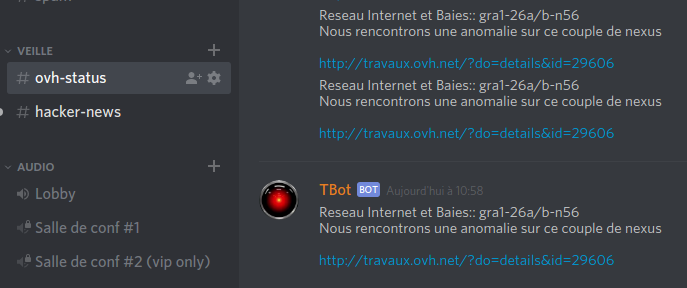 VEILLE
# ovh-status
# hacker-news
AUDIO
Lobby
Salle de conf #1
Salle de conf #2 (vip only)
Reseau Internet et Baies:: gra1-26a/b-n56
Nous rencontrons une anomalie sur ce couple de nexus
http://travaux.ovh.net/?do=details&id=29606
Reseau Internet et Baies:: gra1-26a/b-n56
Nous rencontrons une anomalie sur ce couple de nexus
http://travaux.ovh.net/?do=details&id=29606
TBot BOT Aujourd'hui à 10:58
Reseau Internet et Baies:: gra1-26a/b-n56
Nous rencontrons une anomalie sur ce couple de nexus
http://travaux.ovh.net/?do=details&id=29606